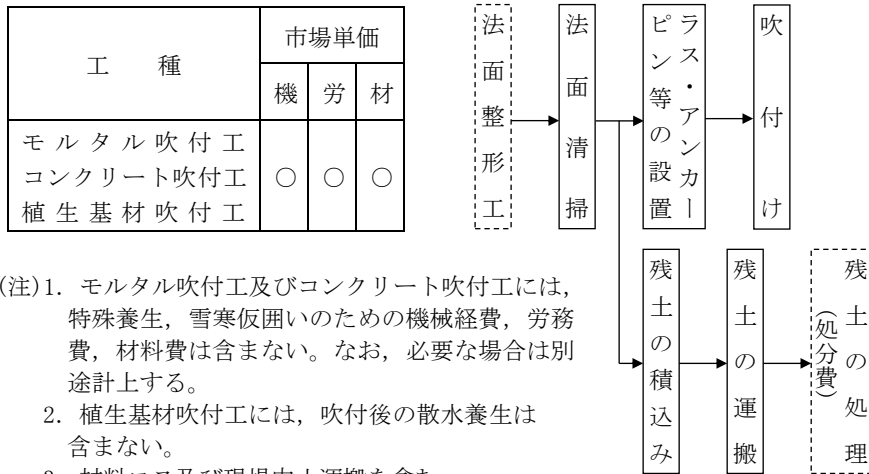 工種
市場単価
機 労 材
モルタル吹付工
コンクリート吹付工
植生基材吹付工
○ ○ ○
法面整形工
法面清掃
ラス・アンカー
ピン等の設置
吹付け
残土の積込み
残土の運搬
残土の処理
(処分費)
(注)1. モルタル吹付工及びコンクリート吹付工には,
特殊養生,雪寒仮囲いのための機械経費,労務
費,材料費は含まない。なお,必要な場合は別
途計上する。
2. 植生基材吹付工には,吹付後の散水養生は
含まない。